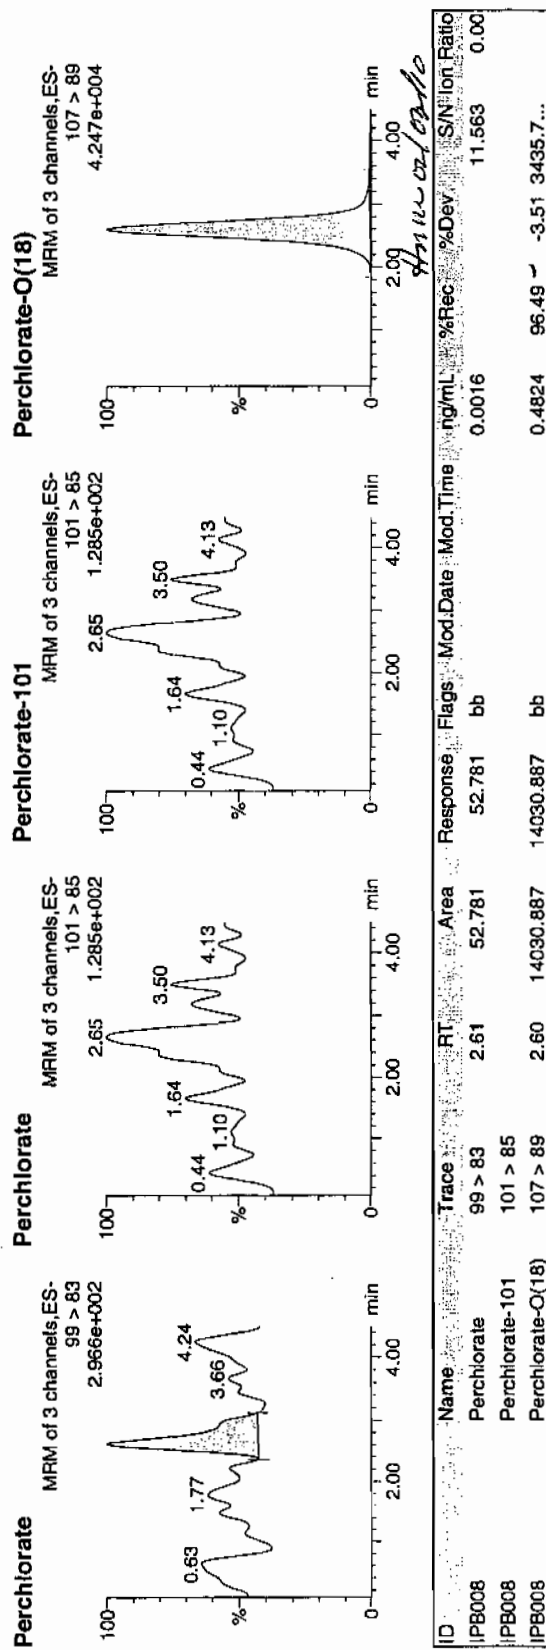 Perchlorate
MRM of 3 channels,ES-
99 > 83
2.966e+002
100
%
0
0.63
1.77
3.66
4.24
2.00
4.00
min
Perchlorate
MRM of 3 channels,ES-
101 > 85
1.285e+002
100
%
0
0.44
1.10
1.64
2.65
3.50
4.13
2.00
4.00
min
Perchlorate-101
MRM of 3 channels,ES-
101 > 85
1.285e+002
100
%
0
0.44
1.10
1.64
2.65
3.50
4.13
2.00
4.00
min
Perchlorate-O(18)
MRM of 3 channels,ES-
107 > 89
4.247e+004
100
%
0
2.00
4.00
min
ID Name Trace RT Area Response Flags Mod.Date Mod.Time ng/mL %Rec %Dev S/N Ion Ratio
IPB008 Perchlorate 99 > 83 2.61 52.781 52.781 bb 0.0016 11.563 0.00
IPB008 Perchlorate-101 101 > 85
IPB008 Perchlorate-O(18) 107 > 89 2.60 14030.887 14030.887 bb 0.4824 96.49 -3.51 3435.7...